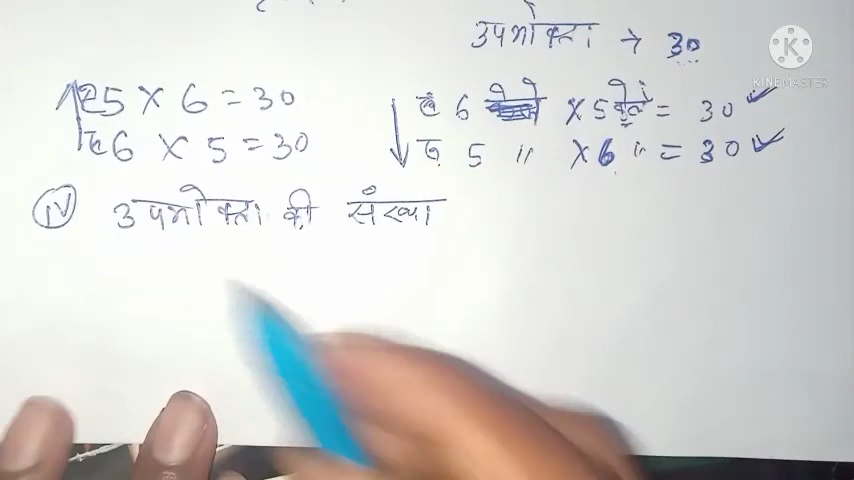 उपभोक्ता → 30
25 × 6 = 30
6 × 5 = 30
6 × 5 = 30
5 " × 6 " = 30
IV उपभोक्ता की संख्या
K
KINEMASTER